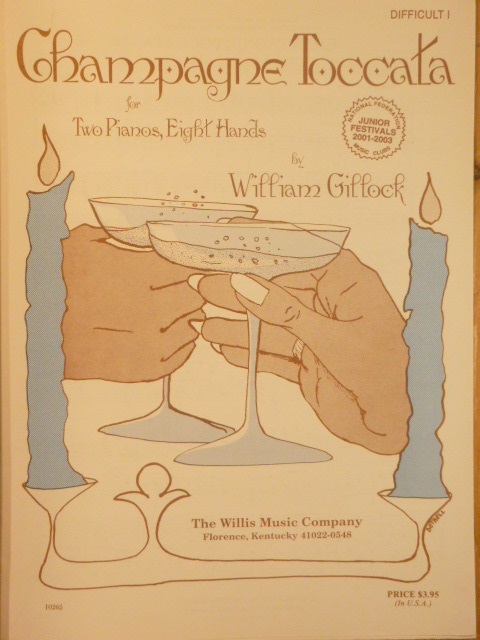 DIFFICULT I
Champagne Toccata
for
Two Pianos, Eight Hands
NATIONAL FEDERATION
JUNIOR
FESTIVALS
2001-2003
MUSIC CLUBS
by
William Gillock
The Willis Music Company
Florence, Kentucky 41022-0548
PRICE $3.95
(In U.S.A.)
10265